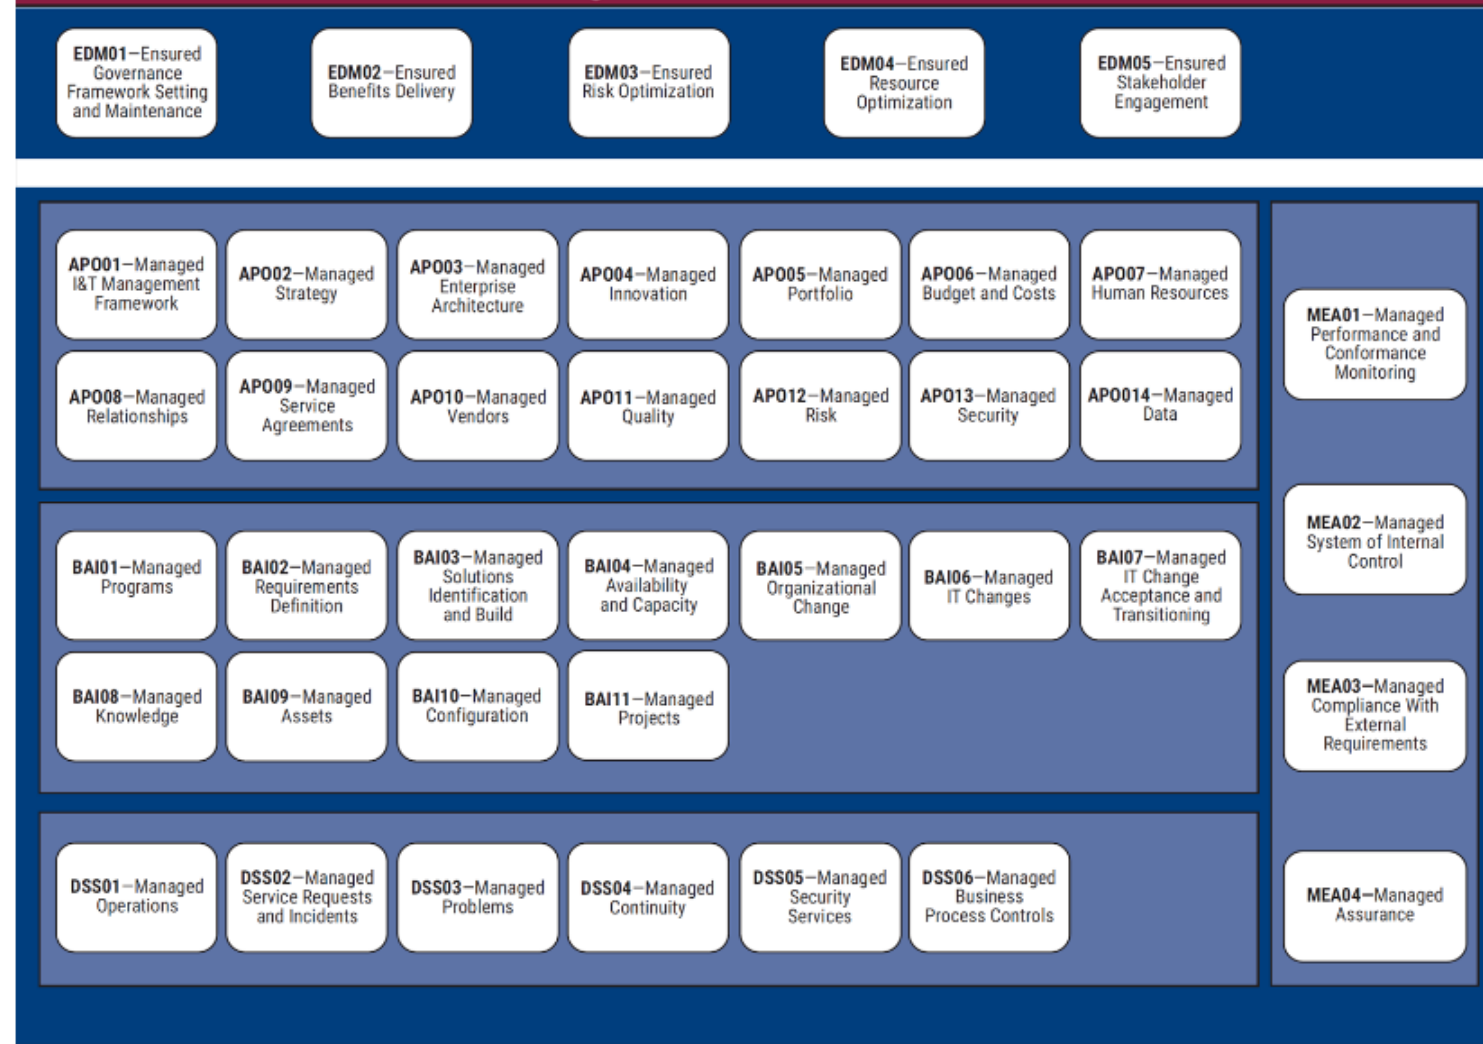 EDM01—Ensured
Governance
Framework Setting
and Maintenance
EDM02—Ensured
Benefits Delivery
EDM03—Ensured
Risk Optimization
EDM04—Ensured
Resource
Optimization
EDM05—Ensured
Stakeholder
Engagement
APO01—Managed
I&T Management
Framework
APO02—Managed
Strategy
APO03—Managed
Enterprise
Architecture
APO04—Managed
Innovation
APO05—Managed
Portfolio
APO06—Managed
Budget and Costs
APO07—Managed
Human Resources
APO08—Managed
Relationships
APO09—Managed
Service
Agreements
APO10—Managed
Vendors
APO11—Managed
Quality
APO12—Managed
Risk
APO13—Managed
Security
APO014—Managed
Data
BAI01—Managed
Programs
BAI02—Managed
Requirements
Definition
BAI03—Managed
Solutions
Identification
and Build
BAI04—Managed
Availability
and Capacity
BAI05—Managed
Organizational
Change
BAI06—Managed
IT Changes
BAI07—Managed
IT Change
Acceptance and
Transitioning
BAI08—Managed
Knowledge
BAI09—Managed
Assets
BAI10—Managed
Configuration
BAI11—Managed
Projects
DSS01—Managed
Operations
DSS02—Managed
Service Requests
and Incidents
DSS03—Managed
Problems
DSS04—Managed
Continuity
DSS05—Managed
Security
Services
DSS06—Managed
Business
Process Controls
MEA01—Managed
Performance and
Conformance
Monitoring
MEA02—Managed
System of Internal
Control
MEA03—Managed
Compliance With
External
Requirements
MEA04—Managed
Assurance